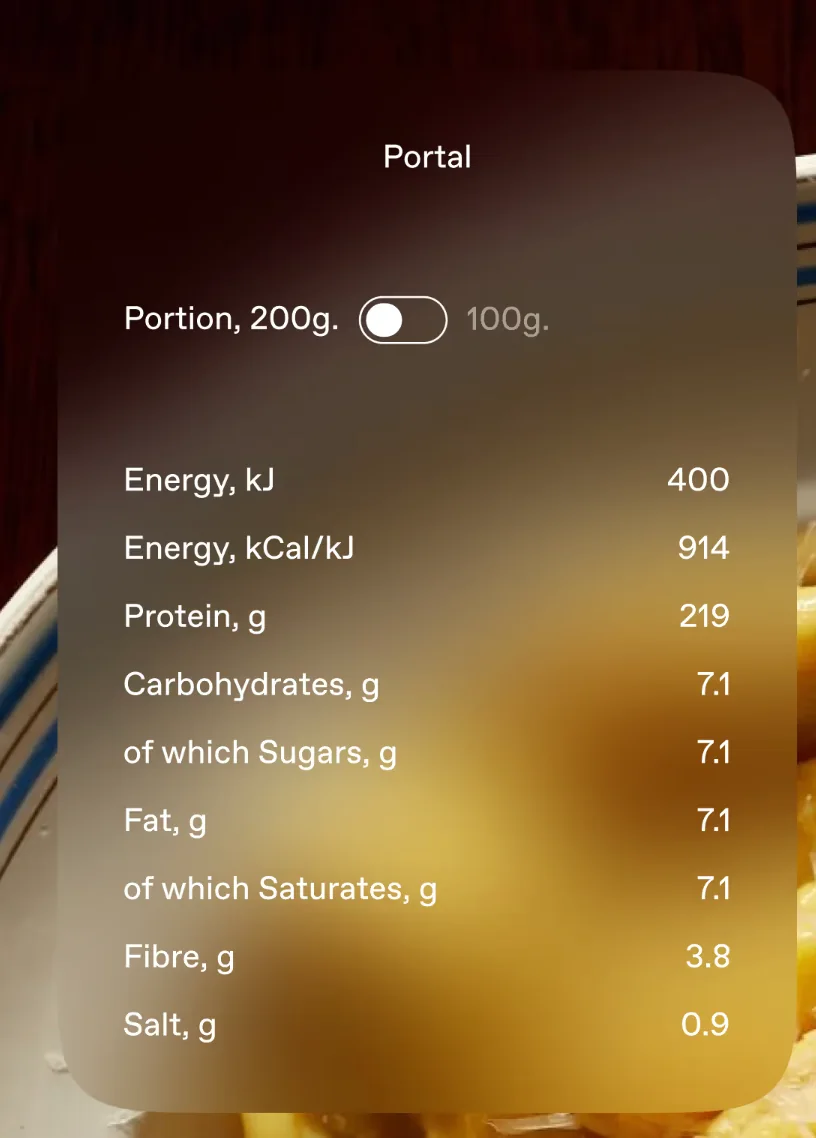 Portal
Portion, 200g. 100g.
Energy, kJ 400
Energy, kCal/kJ 914
Protein, g 219
Carbohydrates, g 7.1
of which Sugars, g 7.1
Fat, g 7.1
of which Saturates, g 7.1
Fibre, g 3.8
Salt, g 0.9